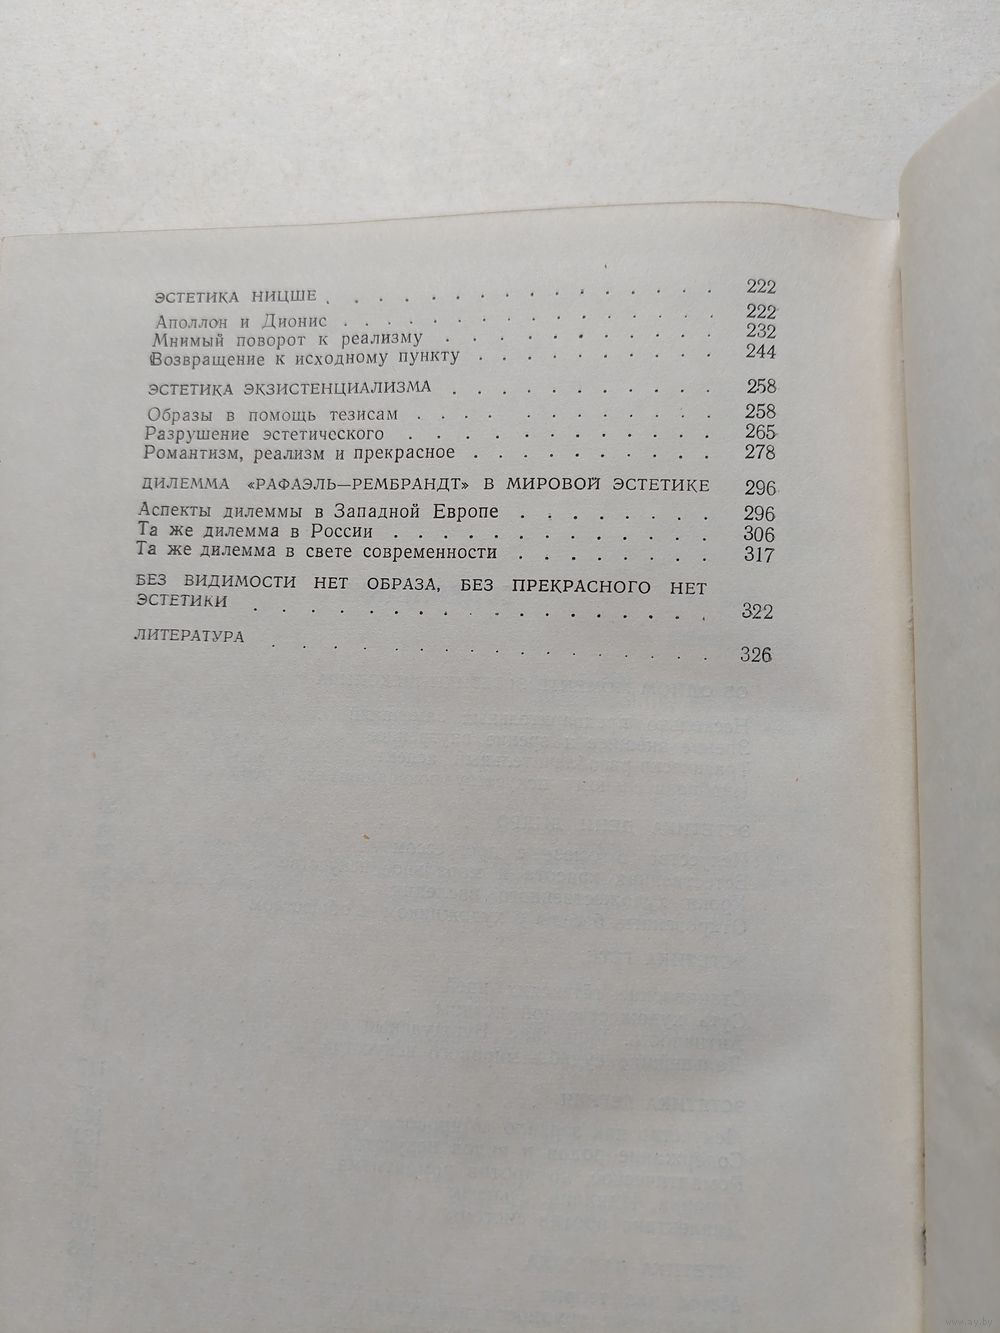 ЭСТЕТИКА НИЦШЕ . . . . . . . . . . . . . . . 222
Аполлон и Дионис . . . . . . . . . . . . . . 222
Мнимый поворот к реализму . . . . . . . . . . 232
Возвращение к исходному пункту . . . . . . . . . 244
ЭСТЕТИКА ЭКЗИСТЕНЦИАЛИЗМА . . . . . . . . . . 258
Образы в помощь тезисам . . . . . . . . . . . 258
Разрушение эстетического . . . . . . . . . . . 265
Романтизм, реализм и прекрасное . . . . . . . . . 278
ДИЛЕММА «РАФАЭЛЬ—РЕМБРАНДТ» В МИРОВОЙ ЭСТЕТИКЕ 296
Аспекты дилеммы в Западной Европе . . . . . . . 296
Та же дилемма в России . . . . . . . . . . . . 306
Та же дилемма в свете современности . . . . . . . 317
БЕЗ ВИДИМОСТИ НЕТ ОБРАЗА, БЕЗ ПРЕКРАСНОГО НЕТ
ЭСТЕТИКИ . . . . . . . . . . . . . . . . . 322
ЛИТЕРАТУРА . . . . . . . . . . . . . . . 326
www.ay.by